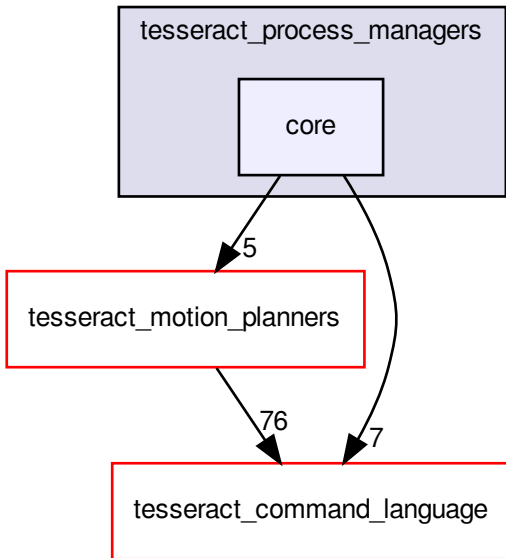 tesseract_process_managers
core
5
tesseract_motion_planners
76
7
tesseract_command_language